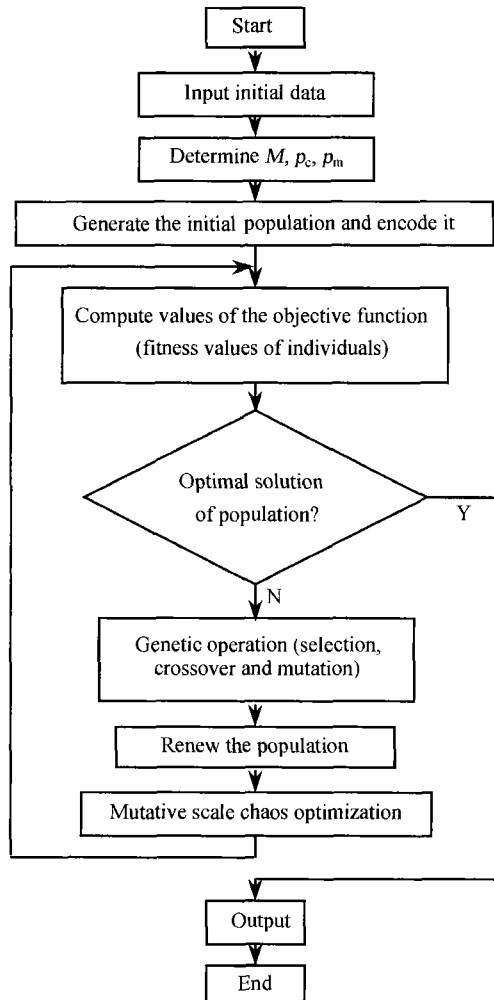 Start
Input initial data
Determine M, pc, pm
Generate the initial population and encode it
Compute values of the objective function
(fitness values of individuals)
Optimal solution
of population?
Y
N
Genetic operation (selection,
crossover and mutation)
Renew the population
Mutative scale chaos optimization
Output
End